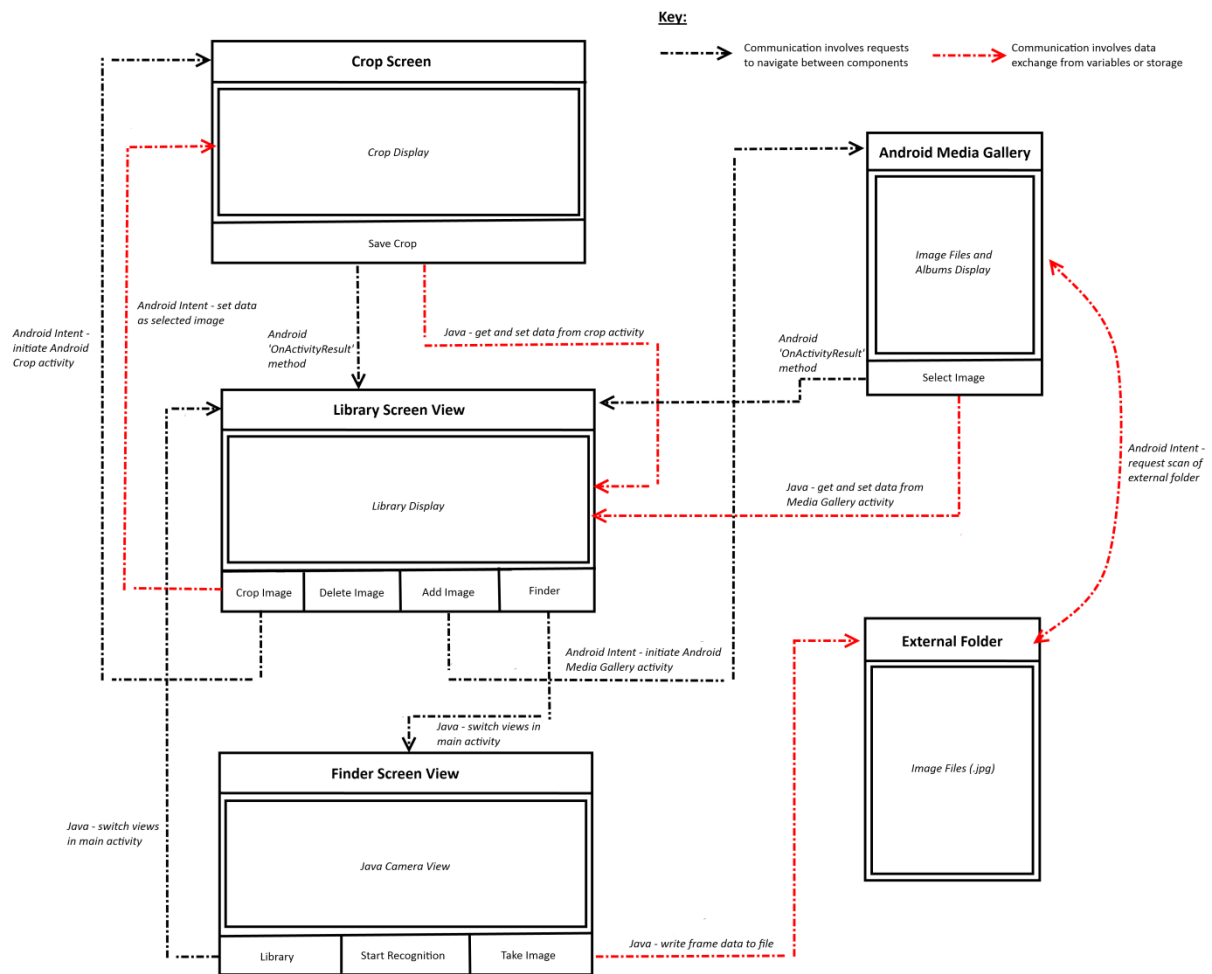 Key:
Communication involves requests
to navigate between components
Communication involves data
exchange from variables or storage
Crop Screen
Crop Display
Save Crop
Android Media Gallery
Image Files and
Albums Display
Select Image
Android Intent - set data
as selected image
Android Intent -
initiate Android
Crop activity
Android
'OnActivityResult'
method
Java - get and set data from crop activity
Android
'OnActivityResult'
method
Library Screen View
Library Display
Crop Image
Delete Image
Add Image
Finder
Java - get and set data from
Media Gallery activity
Android Intent -
request scan of
external folder
Android Intent - initiate Android
Media Gallery activity
External Folder
Image Files (.jpg)
Java - switch views in
main activity
Finder Screen View
Java Camera View
Library
Start Recognition
Take Image
Java - switch views
in main activity
Java - write frame data to file